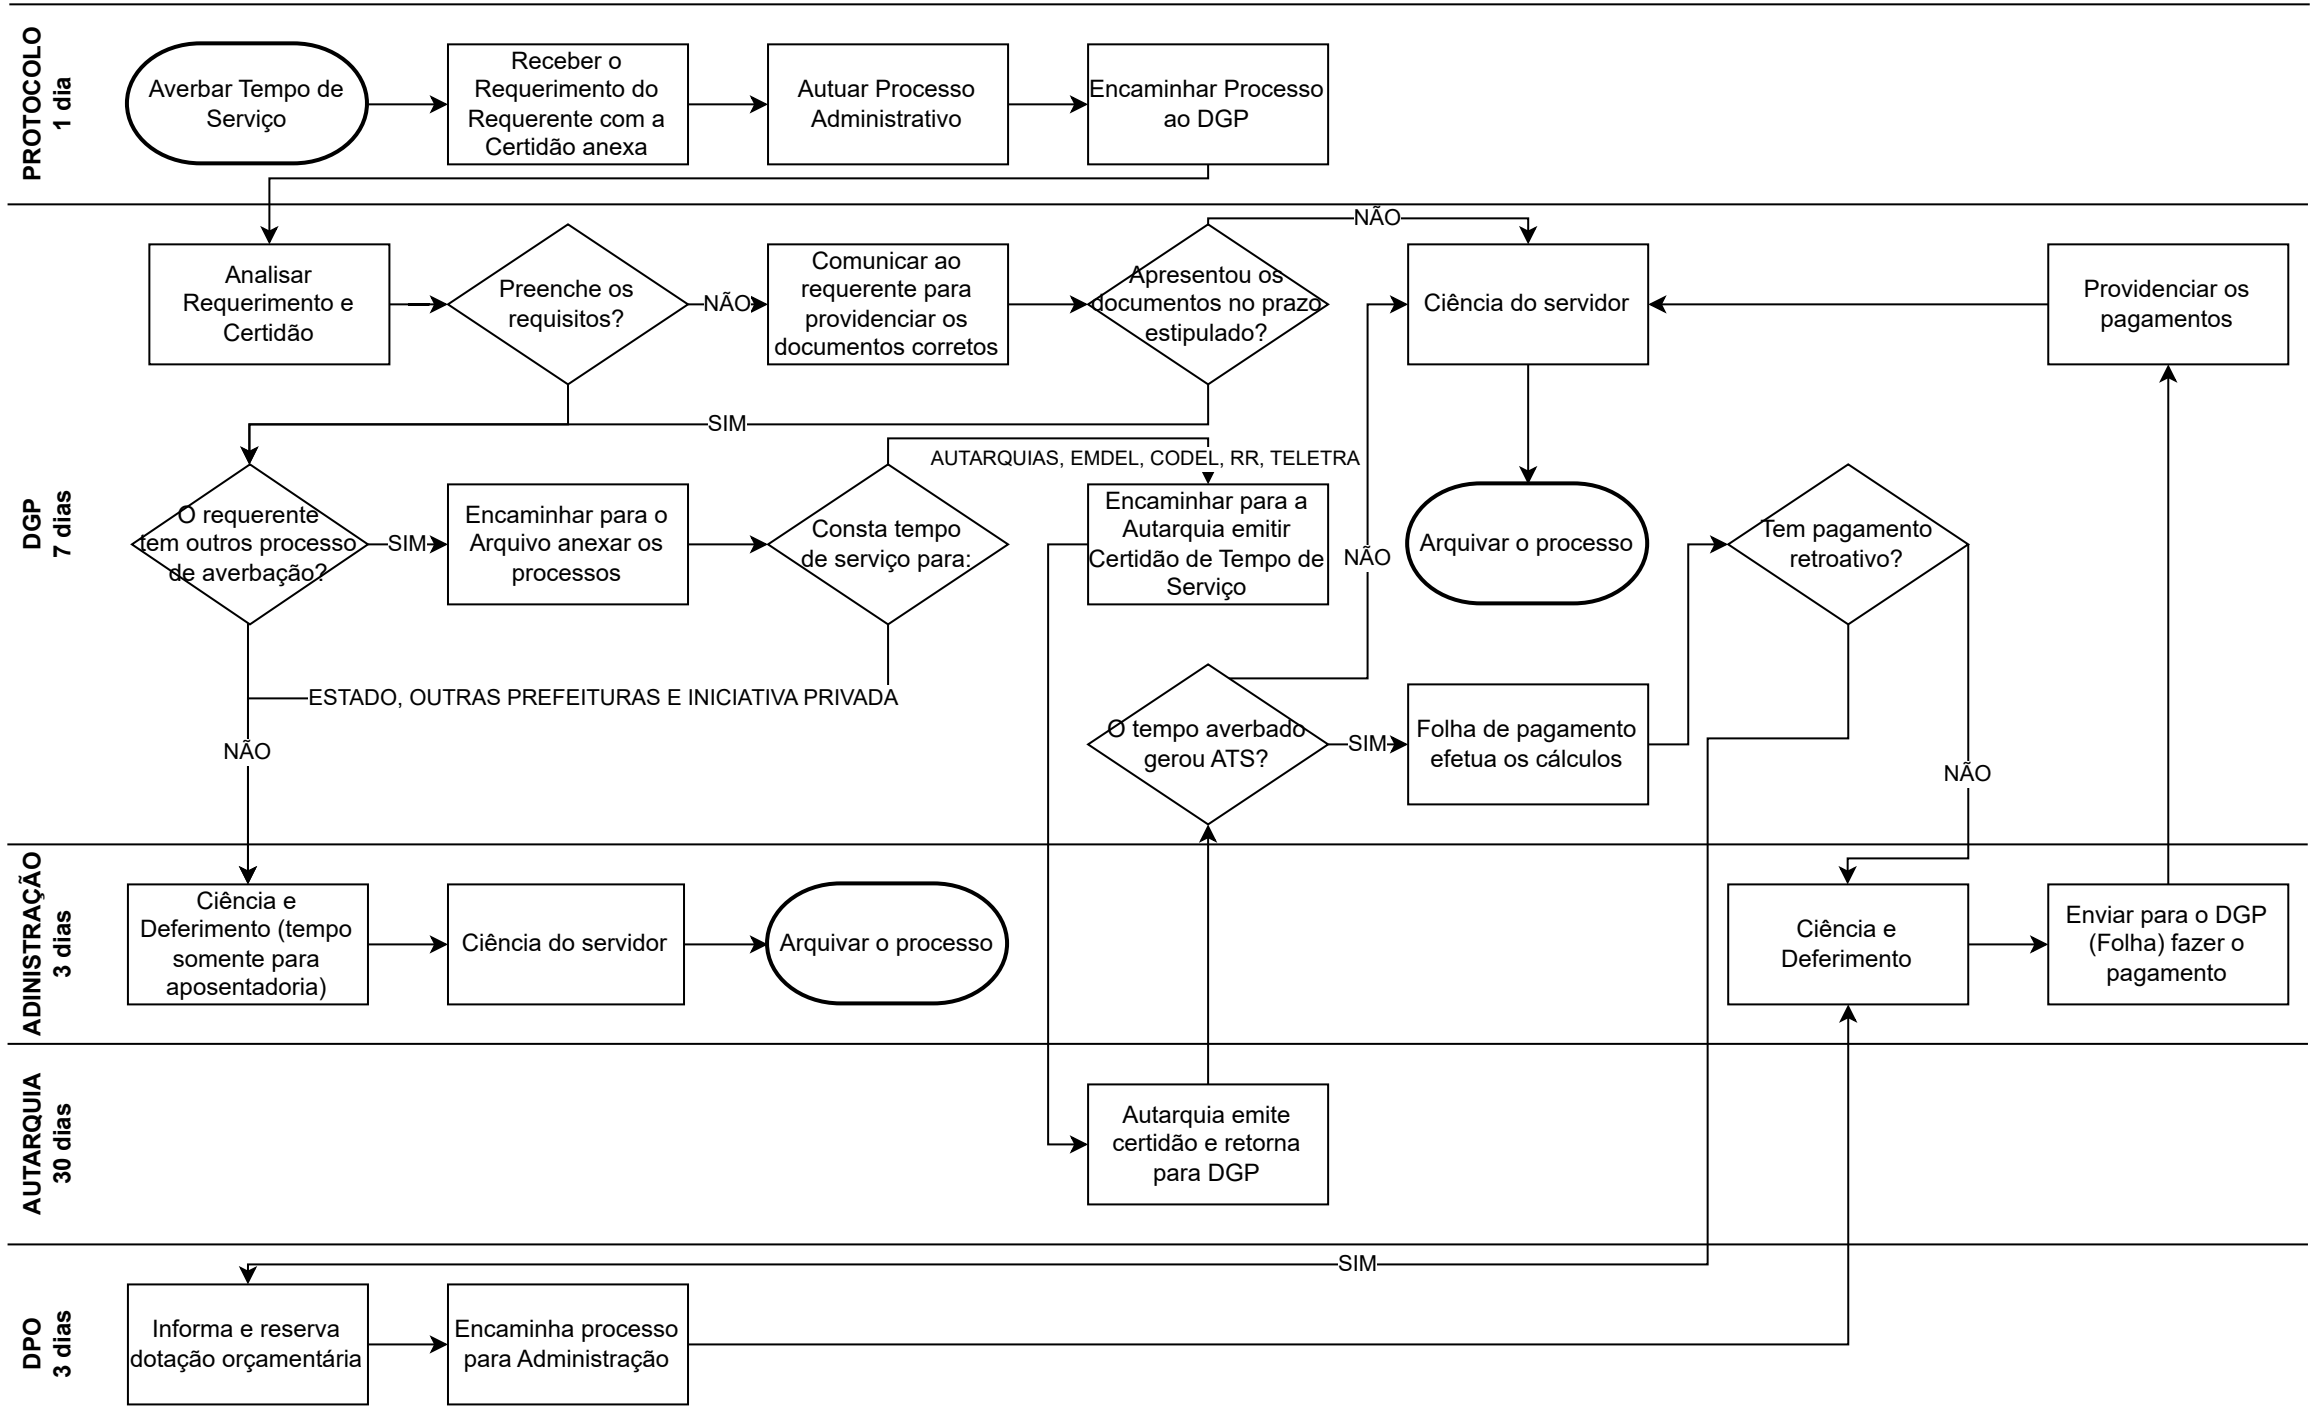 PROTOCOLO
1 dia
Averbar Tempo de
Serviço
Receber o
Requerimento do
Requerente com a
Certidão anexa
Autuar Processo
Administrativo
Encaminhar Processo
ao DGP
DGP
7 dias
Analisar
Requerimento e
Certidão
Preenche os
requisitos?
NÃO
Comunicar ao
requerente para
providenciar os
documentos corretos
Apresentou os
documentos no prazo
estipulado?
NÃO
Ciência do servidor
Providenciar os
pagamentos
SIM
O requerente
tem outros processo
de averbação?
SIM
Encaminhar para o
Arquivo anexar os
processos
Consta tempo
de serviço para:
AUTARQUIAS, EMDEL, CODEL, RR, TELETRA
Encaminhar para a
Autarquia emitir
Certidão de Tempo de
Serviço
NÃO
Arquivar o processo
Tem pagamento
retroativo?
ESTADO, OUTRAS PREFEITURAS E INICIATIVA PRIVADA
NÃO
O tempo averbado
gerou ATS?
SIM
Folha de pagamento
efetua os cálculos
NÃO
ADINISTRAÇÃO
3 dias
Ciência e
Deferimento (tempo
somente para
aposentadoria)
Ciência do servidor
Arquivar o processo
Ciência e
Deferimento
Enviar para o DGP
(Folha) fazer o
pagamento
AUTARQUIA
30 dias
Autarquia emite
certidão e retorna
para DGP
SIM
DPO
3 dias
Informa e reserva
dotação orçamentária
Encaminha processo
para Administração